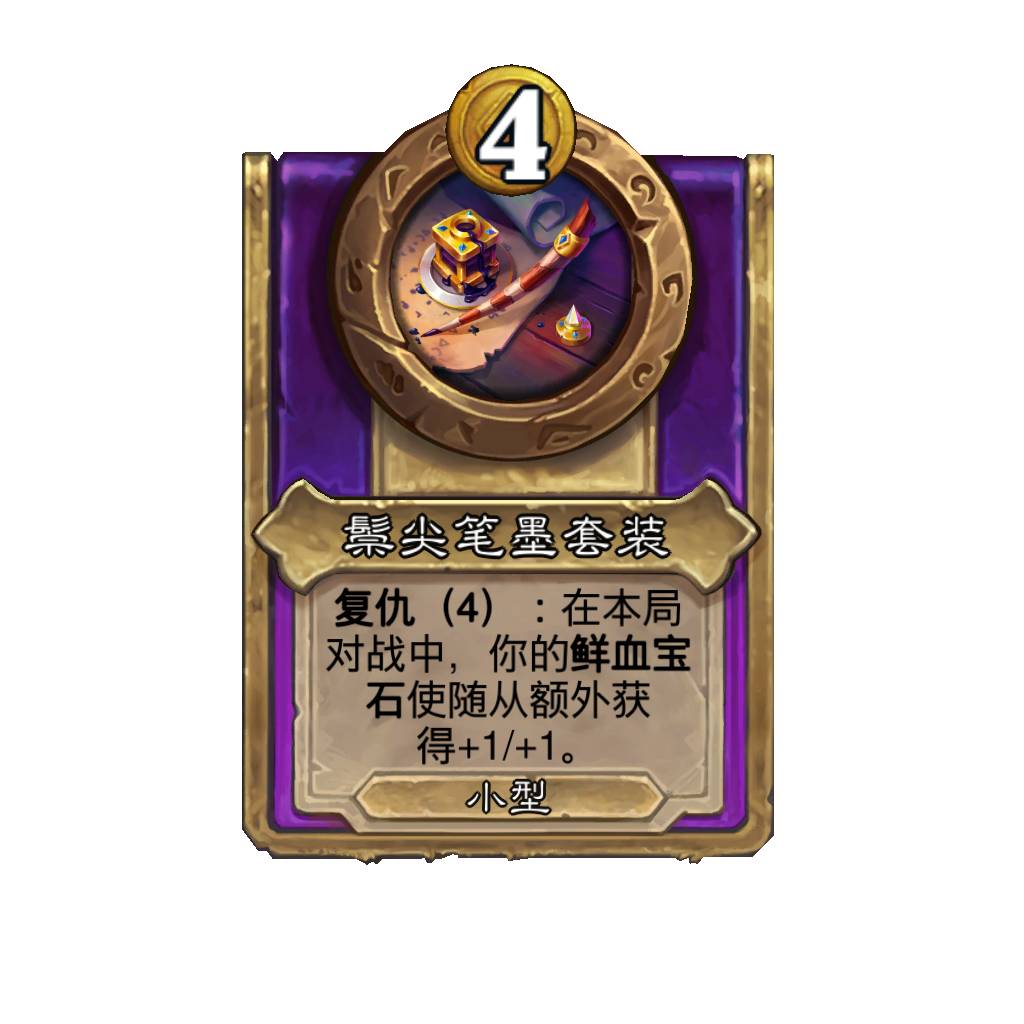 4
鬃尖笔墨套装
复仇（4）：在本局
对战中，你的鲜血宝
石使随从额外获
得+1/+1。
小型